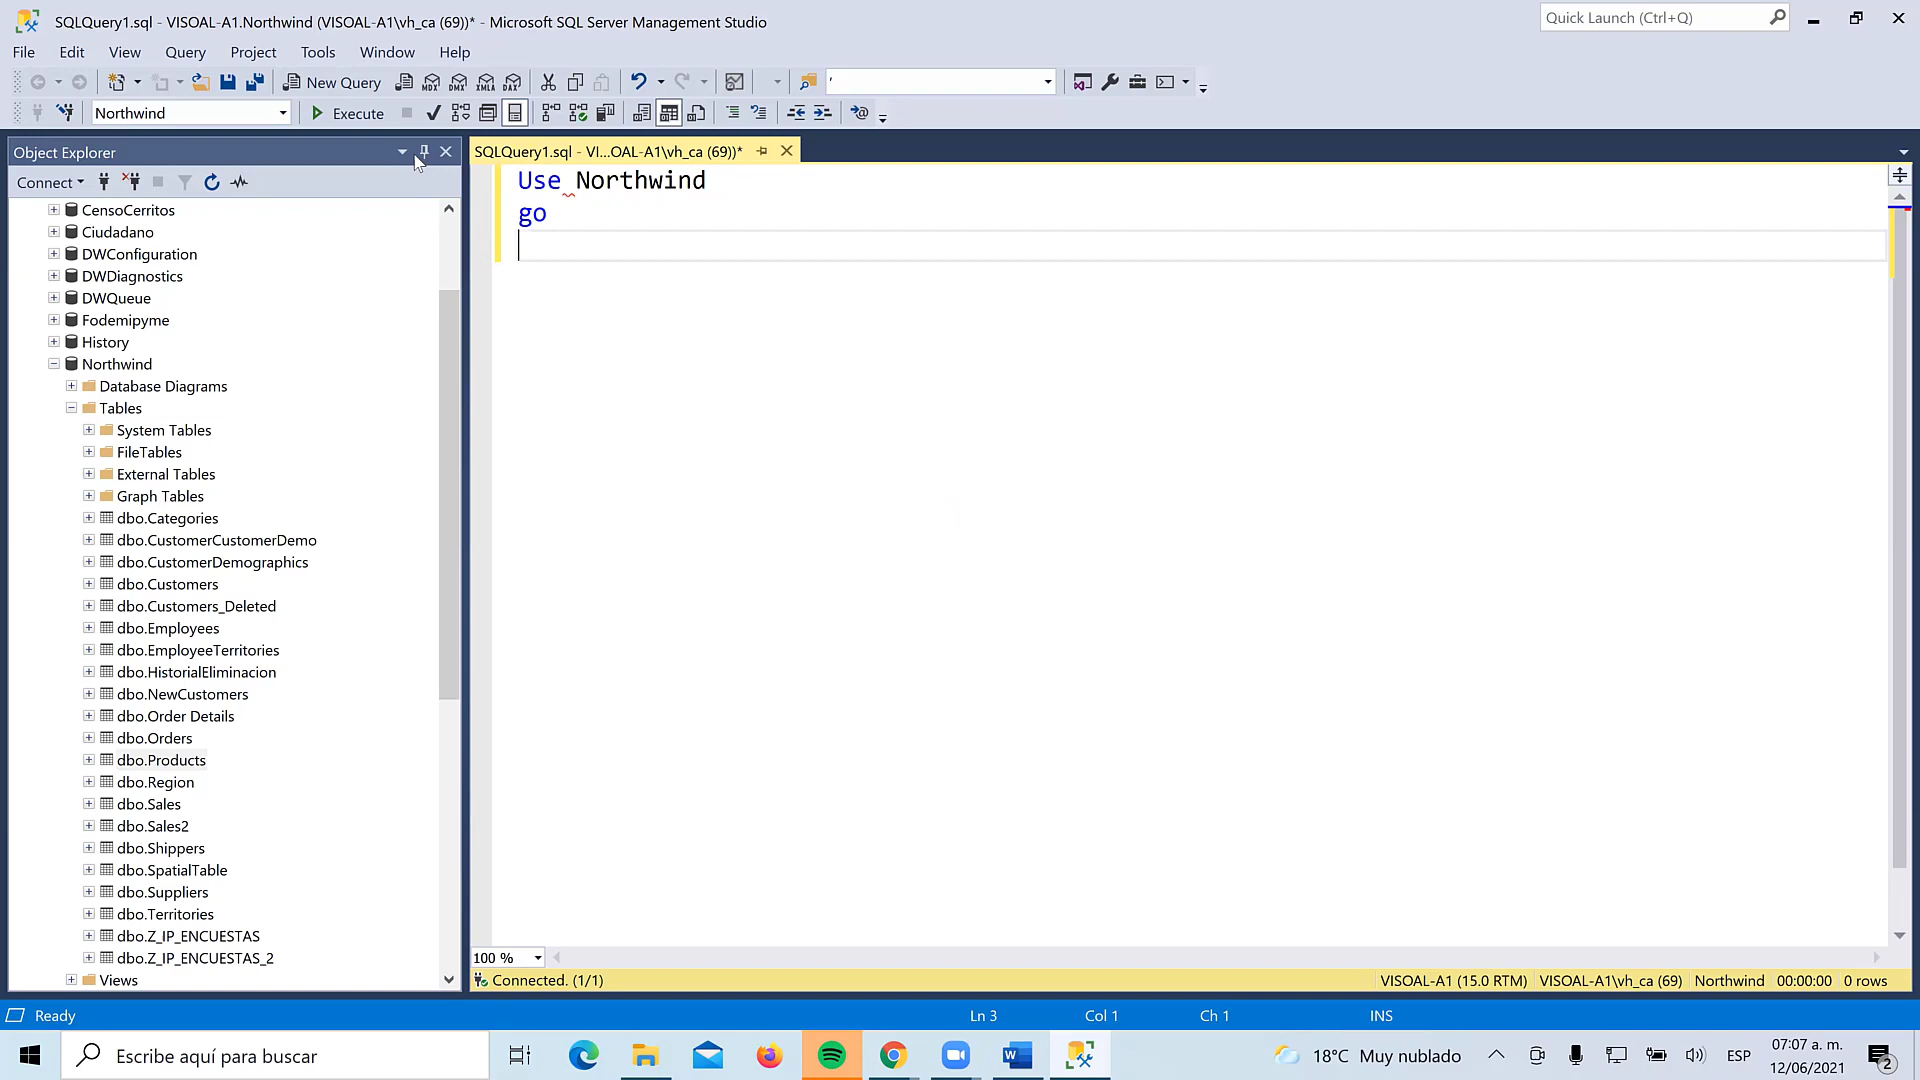 SQLQuery1.sql - VISOAL-A1.Northwind (VISOAL-A1\vh_ca (69))* - Microsoft SQL Server Management Studio
Quick Launch (Ctrl+Q)
File Edit View Query Project Tools Window Help
New Query MDX DMX XMLA DAX '
Northwind Execute
Object Explorer
SQLQuery1.sql - VI...OAL-A1\vh_ca (69))*
Connect
CensoCerritos
Ciudadano
DWConfiguration
DWDiagnostics
DWQueue
Fodemipyme
History
Northwind
Database Diagrams
Tables
System Tables
FileTables
External Tables
Graph Tables
dbo.Categories
dbo.CustomerCustomerDemo
dbo.CustomerDemographics
dbo.Customers
dbo.Customers_Deleted
dbo.Employees
dbo.EmployeeTerritories
dbo.HistorialEliminacion
dbo.NewCustomers
dbo.Order Details
dbo.Orders
dbo.Products
dbo.Region
dbo.Sales
dbo.Sales2
dbo.Shippers
dbo.SpatialTable
dbo.Suppliers
dbo.Territories
dbo.Z_IP_ENCUESTAS
dbo.Z_IP_ENCUESTAS_2
Views
Use Northwind
go
100 %
Connected. (1/1) VISOAL-A1 (15.0 RTM) VISOAL-A1\vh_ca (69) Northwind 00:00:00 0 rows
Ready Ln 3 Col 1 Ch 1 INS
Escribe aquí para buscar
18°C Muy nublado
ESP
07:07 a. m.
12/06/2021
2